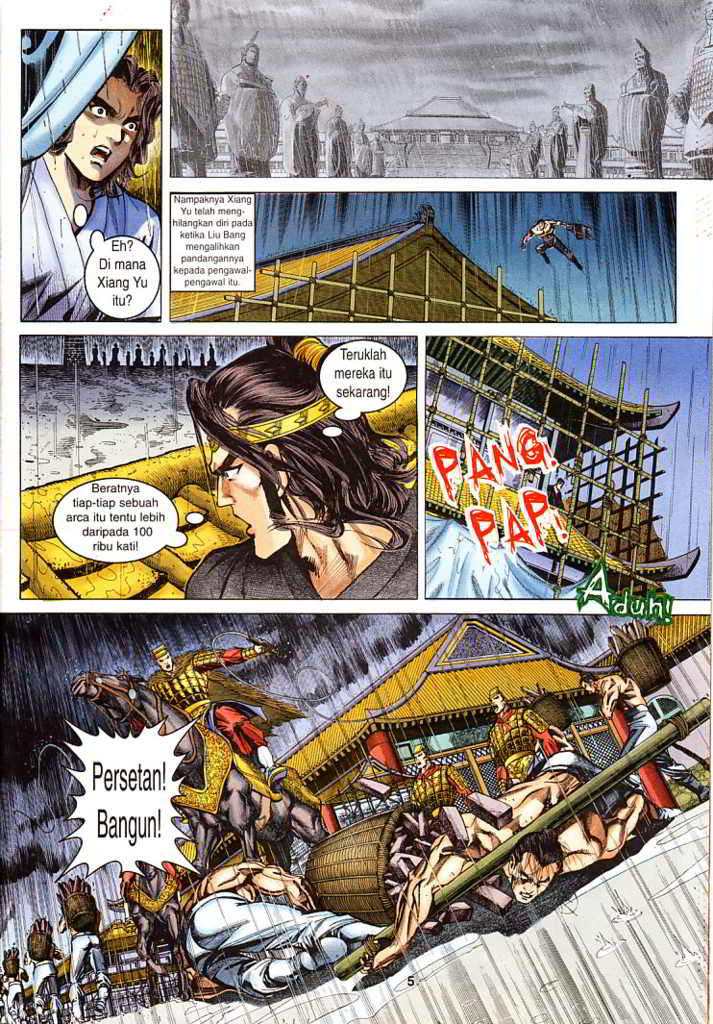 Eh?
Di mana
Xiang Yu
itu?
Nampaknya Xiang
Yu telah meng-
hilangkan diri pada
ketika Liu Bang
mengalihkan
pandangannya
kepada pengawal-
pengawal itu.
Teruklah
mereka itu
sekarang!
Beratnya
tiap-tiap sebuah
arca itu tentu lebih
daripada 100
ribu kati!
PANG!
PAP!
Aduh!
Persetan!
Bangun!
5